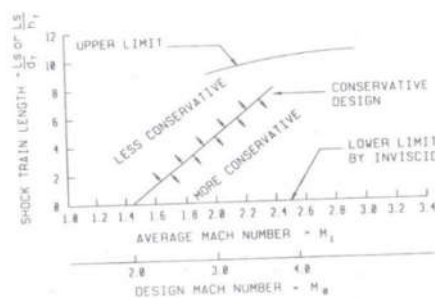 SHOCK TRAIN LENGTH - LS/d₁ OR LS/h₁
12
10
8
6
4
2
0
UPPER LIMIT
LESS CONSERVATIVE
MORE CONSERVATIVE
CONSERVATIVE
DESIGN
LOWER LIMIT
BY INVISCID
1.0 1.2 1.4 1.6 1.8 2.0 2.2 2.4 2.6 2.8 3.0 3.2 3.4
AVERAGE MACH NUMBER - M₁
2.0 3.0 4.0
DESIGN MACH NUMBER - M₀